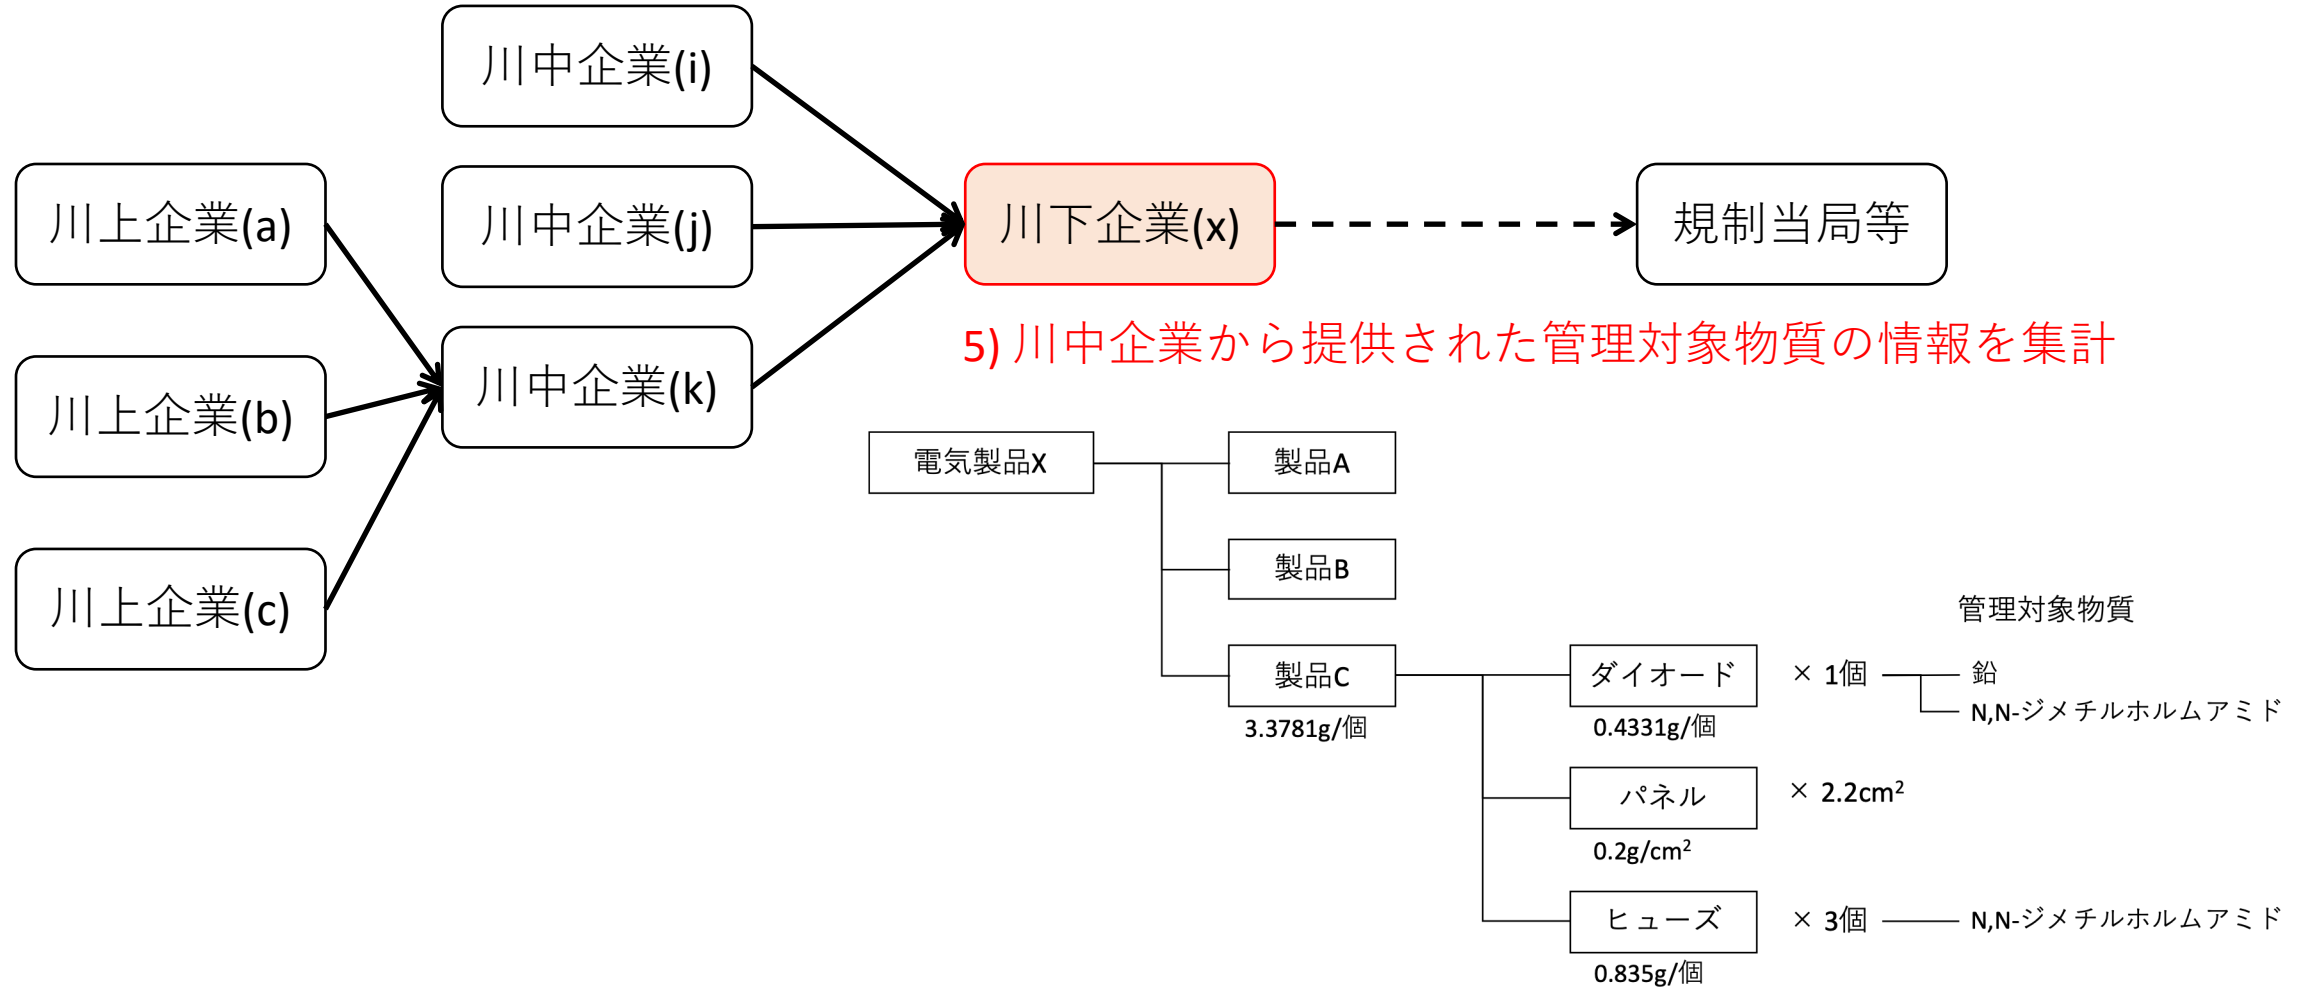 川中企業(i)
川上企業(a)
川中企業(j)
川下企業(x)
規制当局等
5) 川中企業から提供された管理対象物質の情報を集計
川上企業(b)
川中企業(k)
川上企業(c)
電気製品X
製品A
製品B
製品C
3.3781g/個
管理対象物質
ダイオード
× 1個
鉛
N,N-ジメチルホルムアミド
0.4331g/個
パネル
× 2.2cm²
0.2g/cm²
ヒューズ
× 3個
N,N-ジメチルホルムアミド
0.835g/個